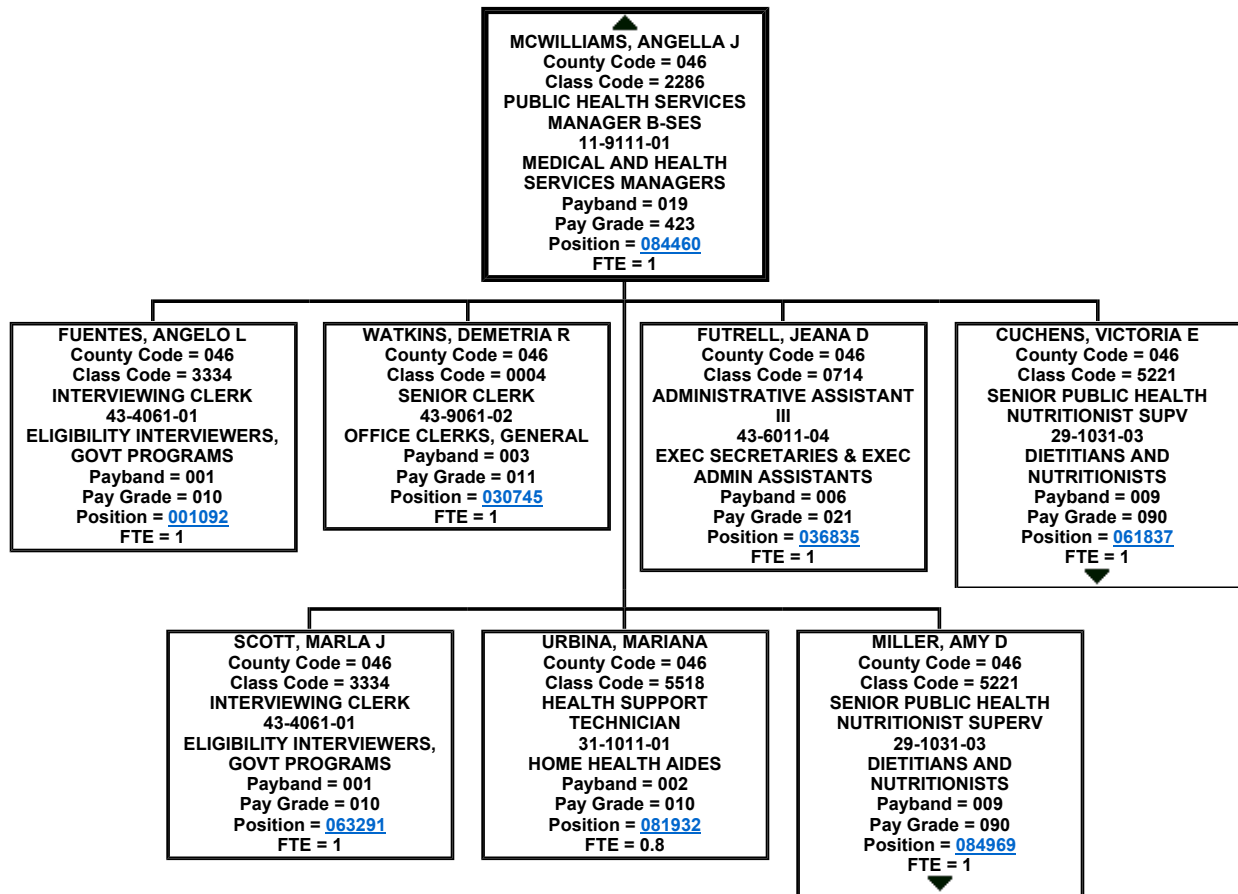 MCWILLIAMS, ANGELLA J
County Code = 046
Class Code = 2286
PUBLIC HEALTH SERVICES
MANAGER B-SES
11-9111-01
MEDICAL AND HEALTH
SERVICES MANAGERS
Payband = 019
Pay Grade = 423
Position = 084460
FTE = 1
FUENTES, ANGELO L
County Code = 046
Class Code = 3334
INTERVIEWING CLERK
43-4061-01
ELIGIBILITY INTERVIEWERS,
GOVT PROGRAMS
Payband = 001
Pay Grade = 010
Position = 001092
FTE = 1
WATKINS, DEMETRIA R
County Code = 046
Class Code = 0004
SENIOR CLERK
43-9061-02
OFFICE CLERKS, GENERAL
Payband = 003
Pay Grade = 011
Position = 030745
FTE = 1
FUTRELL, JEANA D
County Code = 046
Class Code = 0714
ADMINISTRATIVE ASSISTANT
III
43-6011-04
EXEC SECRETARIES & EXEC
ADMIN ASSISTANTS
Payband = 006
Pay Grade = 021
Position = 036835
FTE = 1
CUCHENS, VICTORIA E
County Code = 046
Class Code = 5221
SENIOR PUBLIC HEALTH
NUTRITIONIST SUPV
29-1031-03
DIETITIANS AND
NUTRITIONISTS
Payband = 009
Pay Grade = 090
Position = 061837
FTE = 1
SCOTT, MARLA J
County Code = 046
Class Code = 3334
INTERVIEWING CLERK
43-4061-01
ELIGIBILITY INTERVIEWERS,
GOVT PROGRAMS
Payband = 001
Pay Grade = 010
Position = 063291
FTE = 1
URBINA, MARIANA
County Code = 046
Class Code = 5518
HEALTH SUPPORT
TECHNICIAN
31-1011-01
HOME HEALTH AIDES
Payband = 002
Pay Grade = 010
Position = 081932
FTE = 0.8
MILLER, AMY D
County Code = 046
Class Code = 5221
SENIOR PUBLIC HEALTH
NUTRITIONIST SUPERV
29-1031-03
DIETITIANS AND
NUTRITIONISTS
Payband = 009
Pay Grade = 090
Position = 084969
FTE = 1